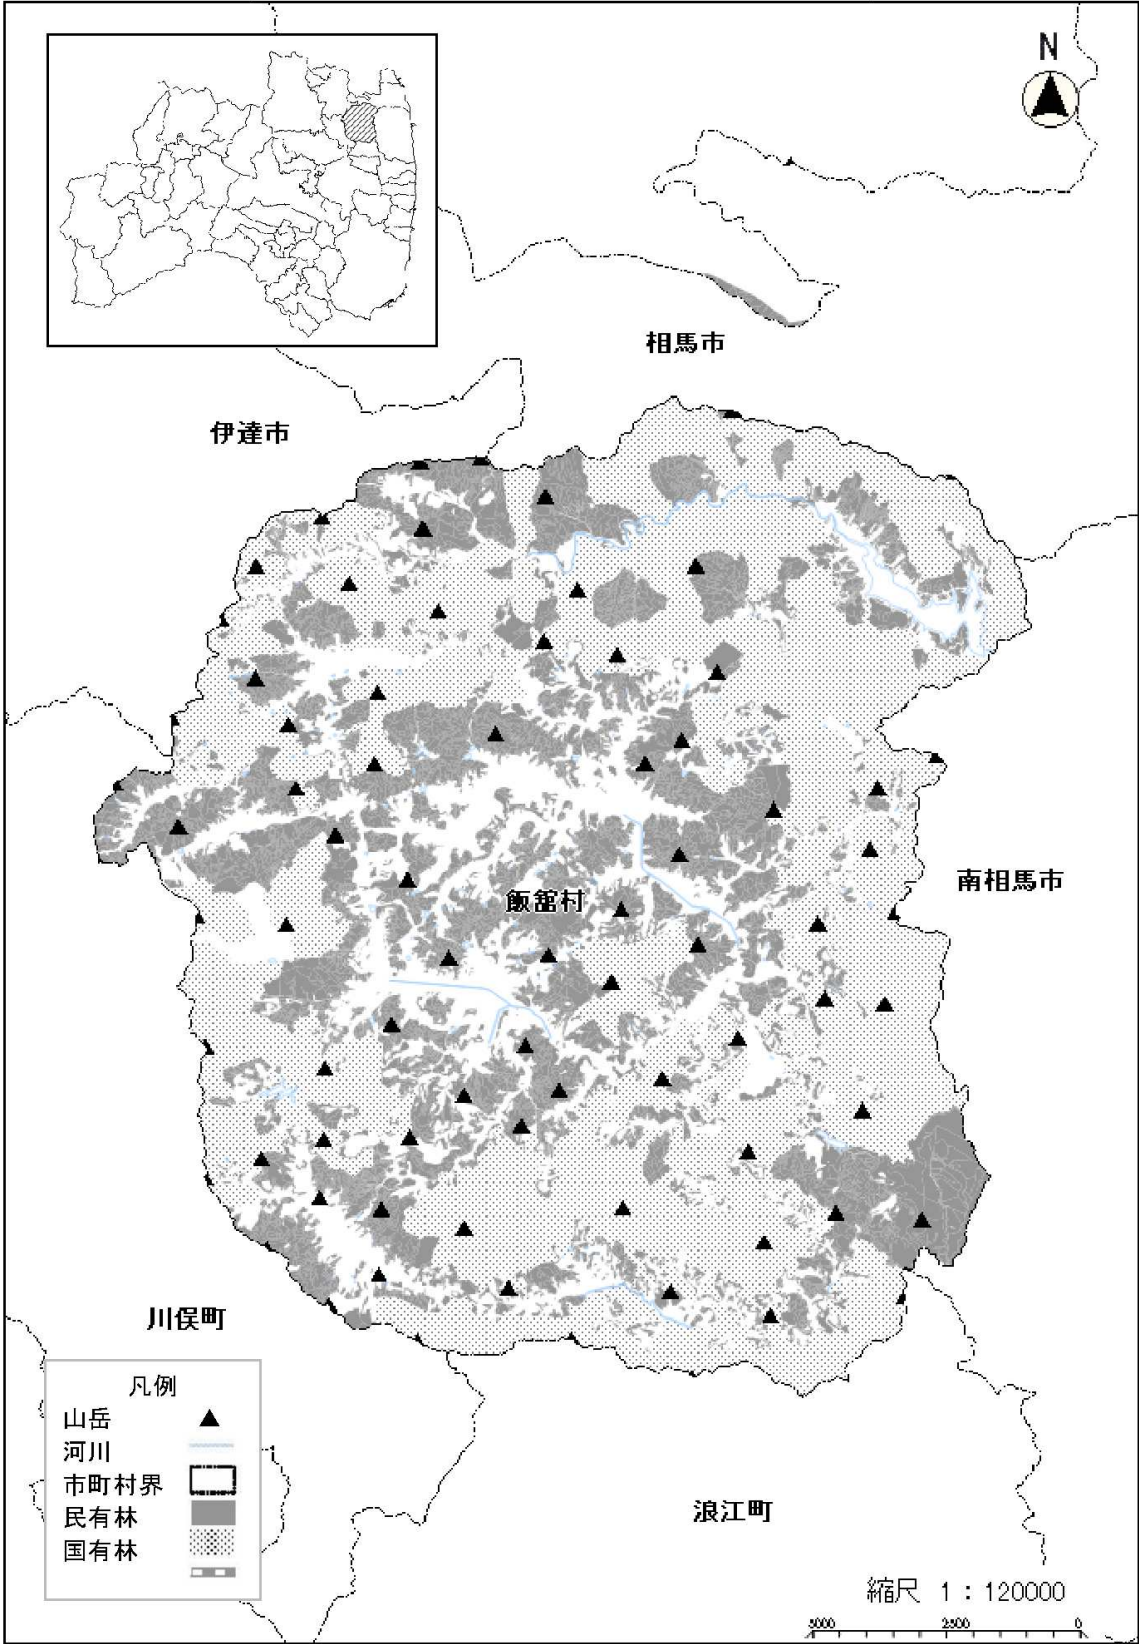 N
相馬市
伊達市
飯舘村
南相馬市
川俣町
凡例
山岳
河川
市町村界
民有林
国有林
浪江町
縮尺 1：120000
5000 2500 0